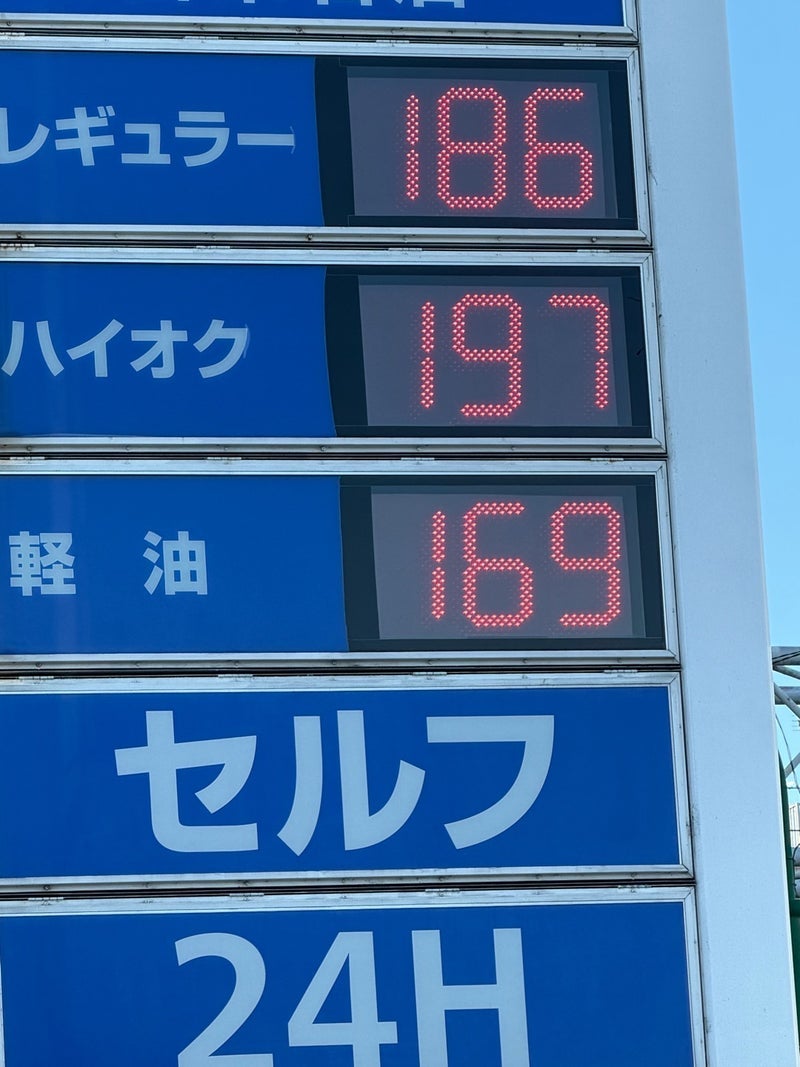 レギュラー 186
ハイオク 197
軽 油 169
セルフ
24H